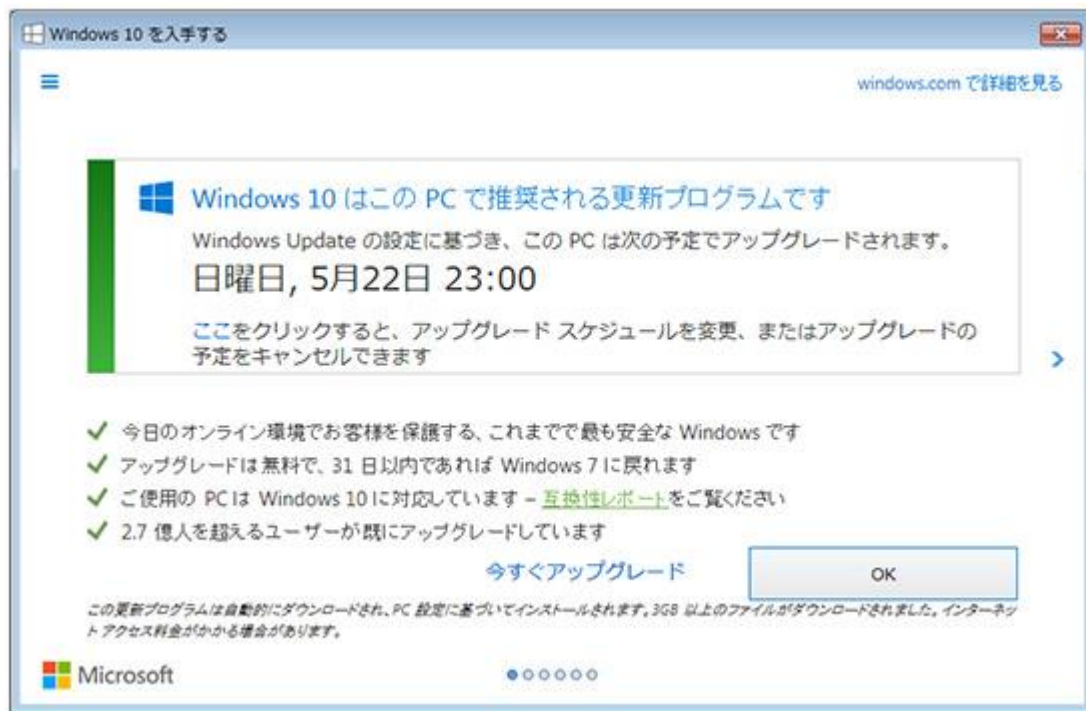 Windows 10 を入手する
windows.com で詳細を見る
Windows 10 はこの PC で推奨される更新プログラムです
Windows Update の設定に基づき、この PC は次の予定でアップグレードされます。
日曜日, 5月22日 23:00
ここをクリックすると、アップグレード スケジュールを変更、またはアップグレードの
予定をキャンセルできます
今日のオンライン環境でお客様を保護する、これまでで最も安全な Windows です
アップグレードは無料で、31 日以内であれば Windows 7 に戻れます
ご使用の PC は Windows 10 に対応しています – 互換性レポートをご覧ください
2.7 億人を超えるユーザーが既にアップグレードしています
今すぐアップグレード
OK
この更新プログラムは自動的にダウンロードされ、PC 設定に基づいてインストールされます。3GB 以上のファイルがダウンロードされました。インターネッ
ト アクセス料金がかかる場合があります。
Microsoft